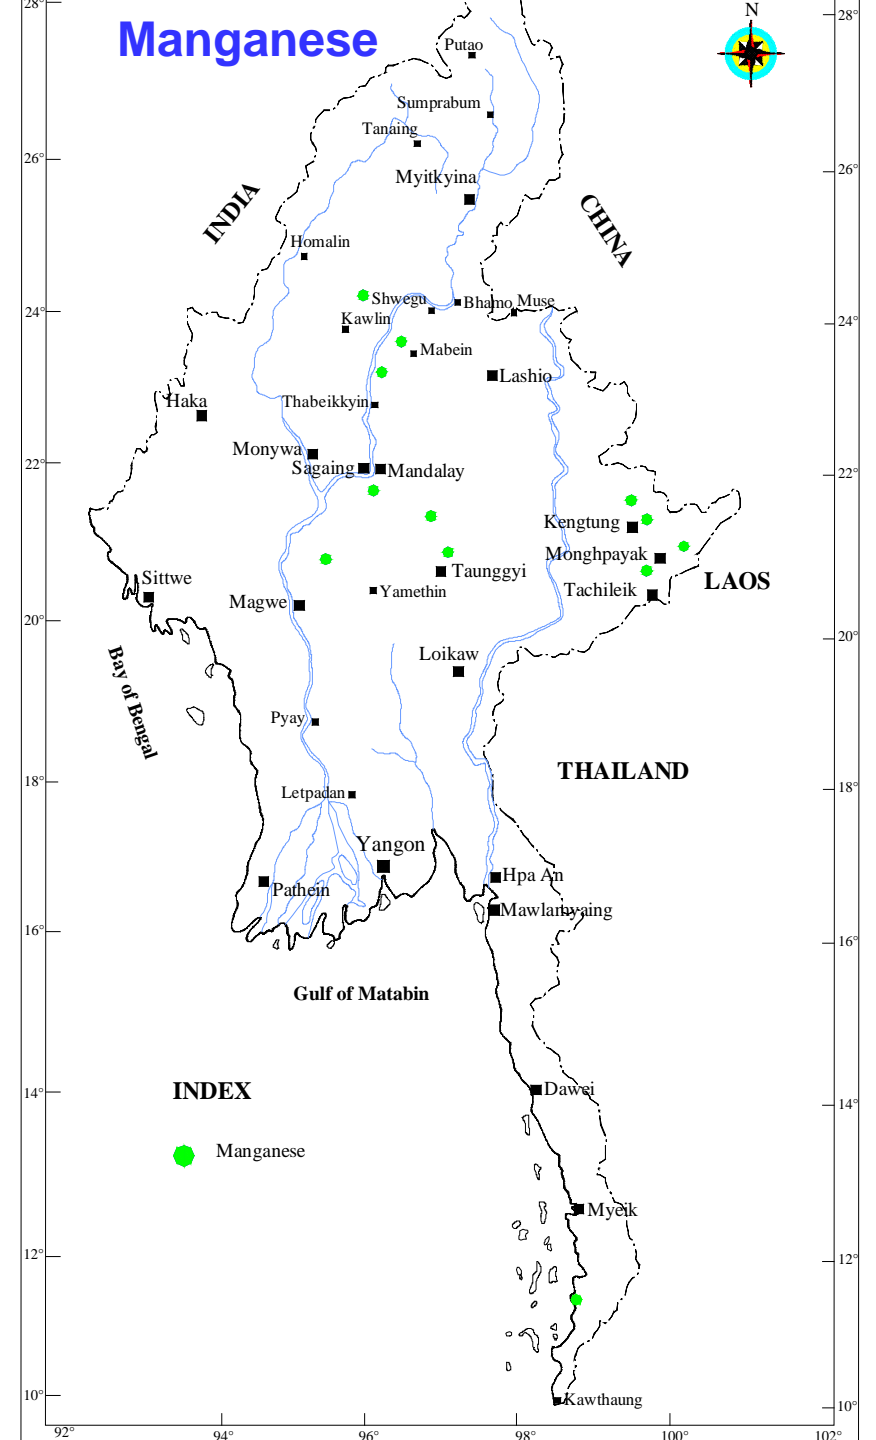 28°
28°
Manganese
N
Putao
Sumprabum
Tanaing
26°
26°
Myitkyina
INDIA
CHINA
Homalin
Shwegu
Bhamo
Muse
24°
24°
Kawlin
Mabein
Lashio
Haka
Thabeikkyin
Monywa
22°
Sagaing
Mandalay
22°
Kengtung
Monghpayak
Sittwe
Taunggyi
LAOS
Magwe
Yamethin
Tachileik
20°
20°
Bay of Bengal
Loikaw
Pyay
THAILAND
18°
18°
Letpadan
Yangon
Pathein
Hpa An
Mawlamyaing
16°
16°
Gulf of Matabin
INDEX
14°
Dawei
14°
Manganese
Myeik
12°
12°
10°
Kawthaung
10°
92°
94°
96°
98°
100°
102°